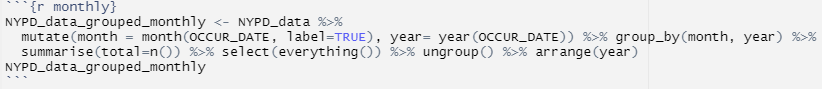 ```{r monthly}
NYPD_data_grouped_monthly <- NYPD_data %>%
  mutate(month = month(OCCUR_DATE, label=TRUE), year= year(OCCUR_DATE)) %>% group_by(month, year) %>%
  summarise(total=n()) %>% select(everything()) %>% ungroup() %>% arrange(year)
NYPD_data_grouped_monthly
```